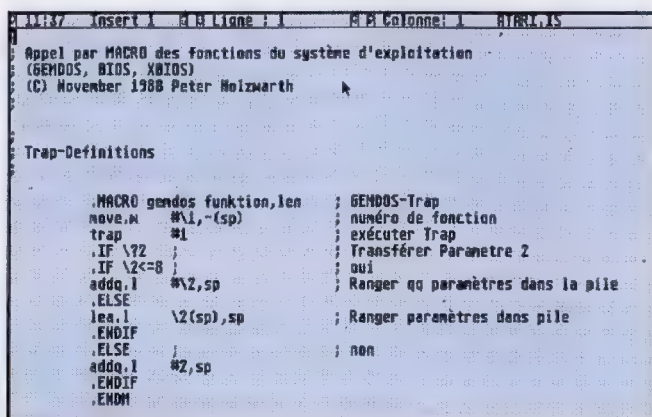 11:37 Insert 1 Ligne : 1 Colonne: 1 ATARI.IS
Appel par MACRO des fonctions du système d'exploitation
(GEMDOS, BIOS, XBIOS)
(C) November 1988 Peter Holzwarth
Trap-Definitions
.MACRO gemdos funktion,len ; GEMDOS-Trap
move.w #\1,-(sp) ; numéro de fonction
trap #1 ; exécuter Trap
.IF \?2 ; ; Transférer Parametre 2
.IF \2<=8 ; ; oui
addq.l #\2,sp ; Ranger qq paramètres dans la pile
.ELSE
lea.l \2(sp),sp ; Ranger paramètres dans pile
.ENDIF
.ELSE ; ; non
addq.l #2,sp
.ENDIF
.ENDM